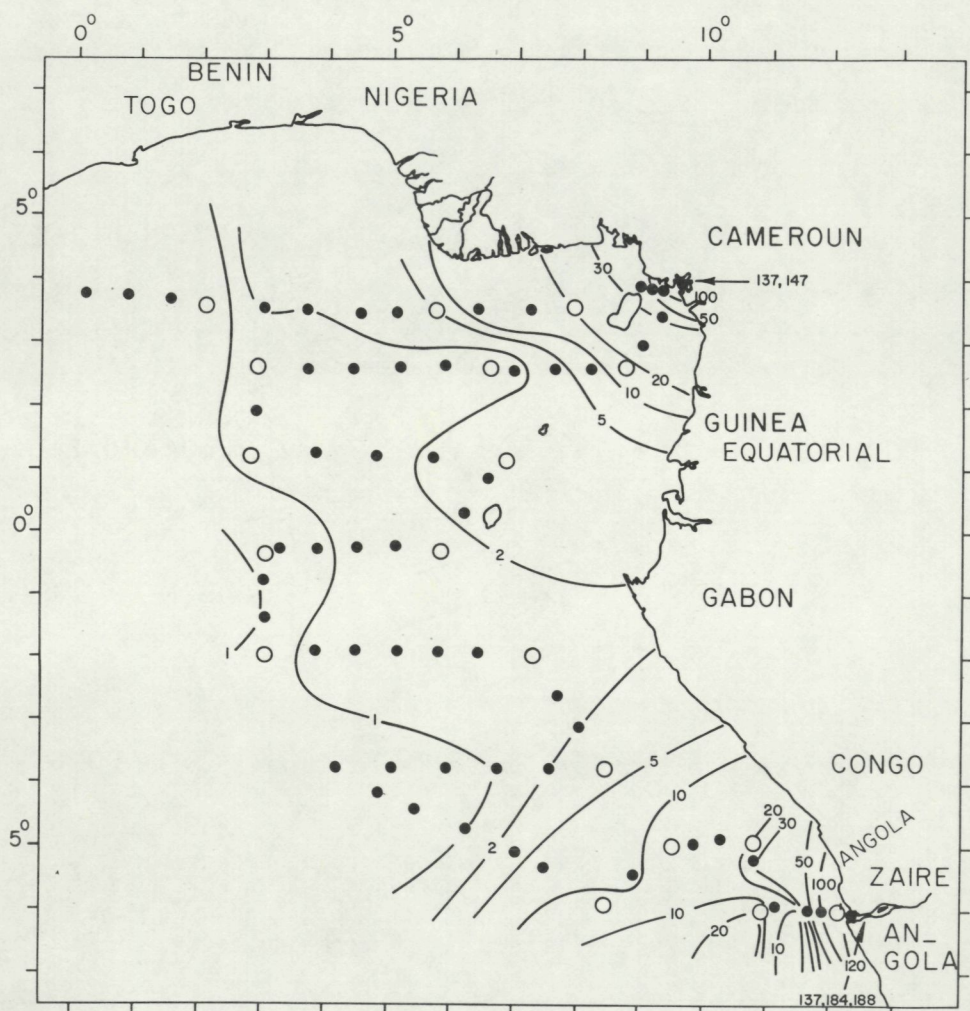 0° 5° 10°
BENIN
TOGO
NIGERIA
5°
CAMEROUN
30
137, 147
100
50
20
10
5
GUINEA
EQUATORIAL
0°
2
GABON
1
1
5
CONGO
10
20
30
5°
2
50
ANGOLA
100
ZAIRE
10
20
10
AN_
GOLA
120
137,184,188